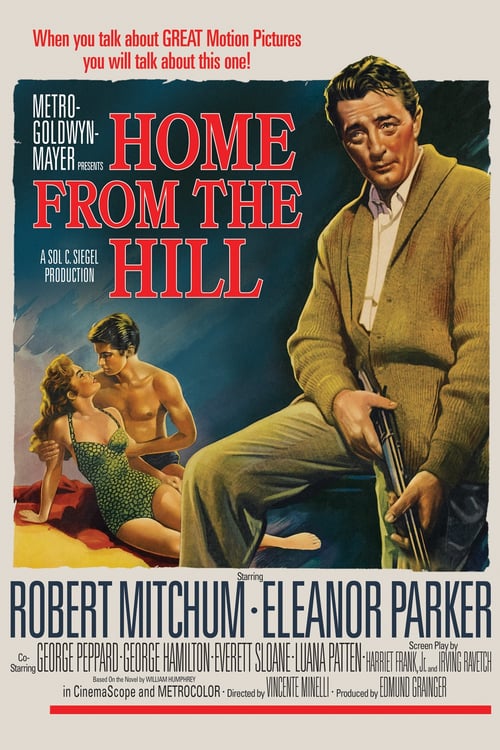 When you talk about GREAT Motion Pictures
you will talk about this one!
METRO-
GOLDWYN-
MAYER PRESENTS
HOME
FROM THE
HILL
A SOL C. SIEGEL
PRODUCTION
Starring
ROBERT MITCHUM · ELEANOR PARKER
Co-Starring GEORGE PEPPARD · GEORGE HAMILTON · EVERETT SLOANE · LUANA PATTEN · Screen Play by HARRIET FRANK, Jr. and IRVING RAVETCH
Based On the Novel by WILLIAM HUMPHREY
in CinemaScope and METROCOLOR · Directed by VINCENTE MINELLI · Produced by EDMUND GRAINGER